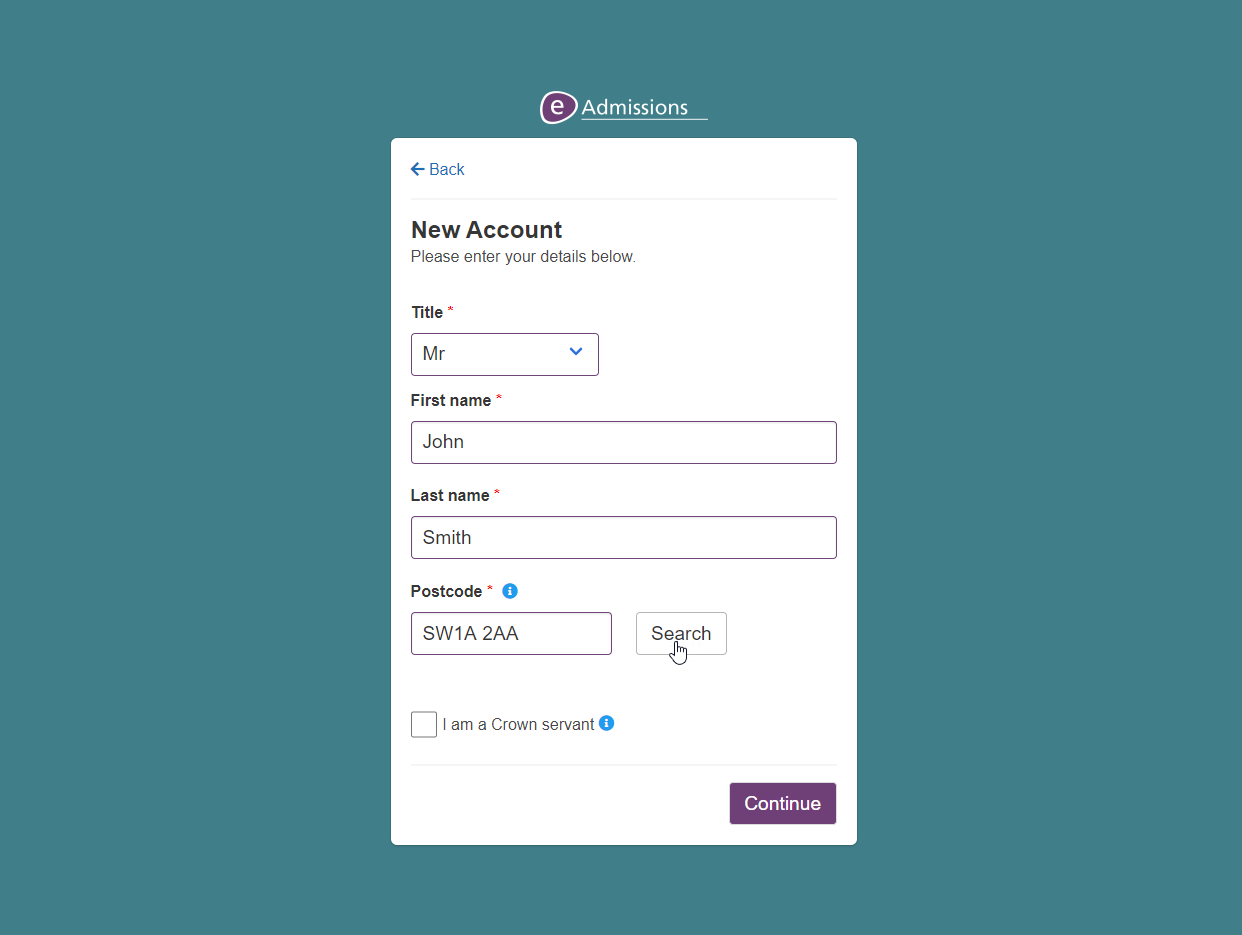 e Admissions
Back
New Account
Please enter your details below.
Title *
Mr
First name *
John
Last name *
Smith
Postcode * i
SW1A 2AA Search
I am a Crown servant i
Continue